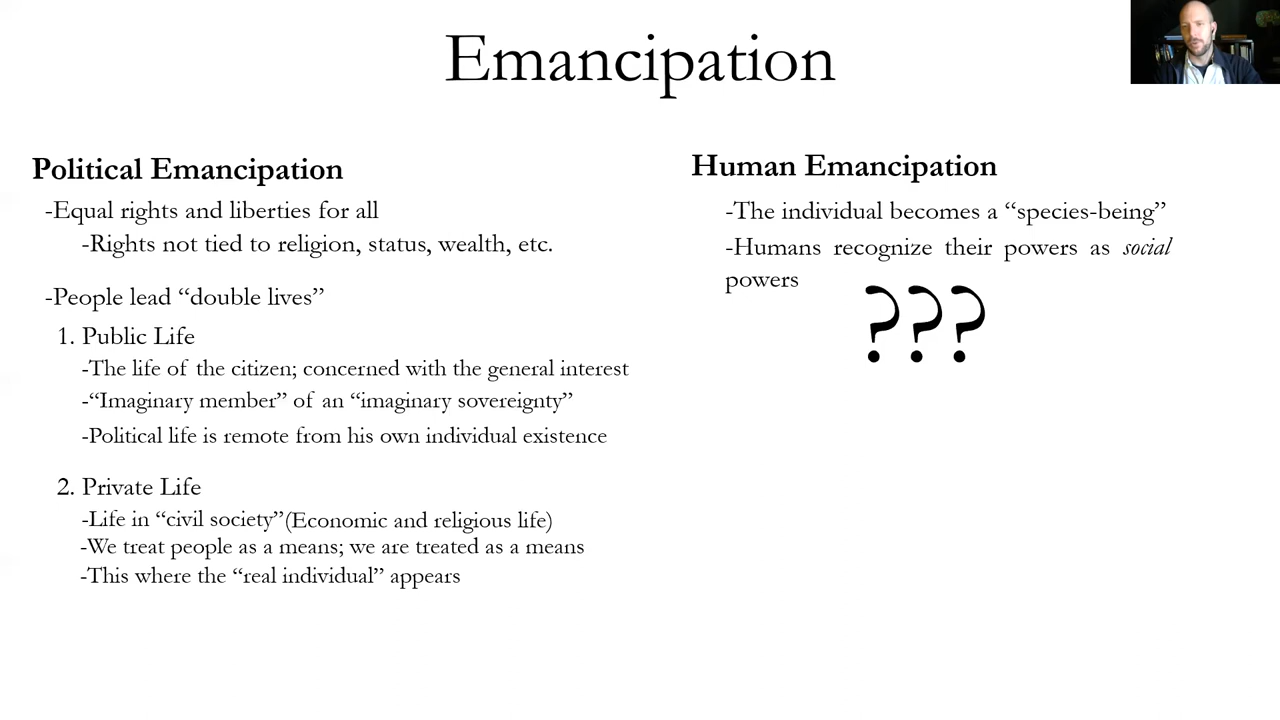 Emancipation
Political Emancipation
-Equal rights and liberties for all
-Rights not tied to religion, status, wealth, etc.
-People lead “double lives”
1. Public Life
-The life of the citizen; concerned with the general interest
-“Imaginary member” of an “imaginary sovereignty”
-Political life is remote from his own individual existence
2. Private Life
-Life in “civil society”(Economic and religious life)
-We treat people as a means; we are treated as a means
-This where the “real individual” appears
Human Emancipation
-The individual becomes a “species-being”
-Humans recognize their powers as social
powers
???